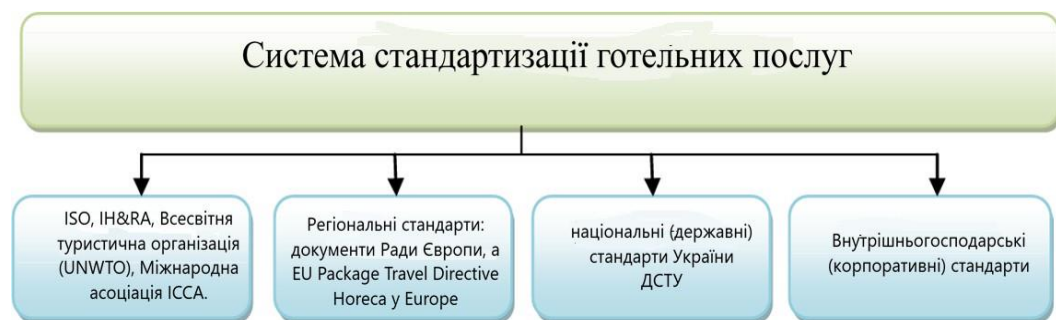 Система стандартизації готельних послуг
ISO, IH&RA, Всесвітня
туристична організація
(UNWTO), Міжнародна
асоціація ICCA.
Регіональні стандарти:
документи Ради Європи, а
EU Package Travel Directive
Horeca у Europe
національні (державні)
стандарти України
ДСТУ
Внутрішньогосподарські
(корпоративні) стандарти